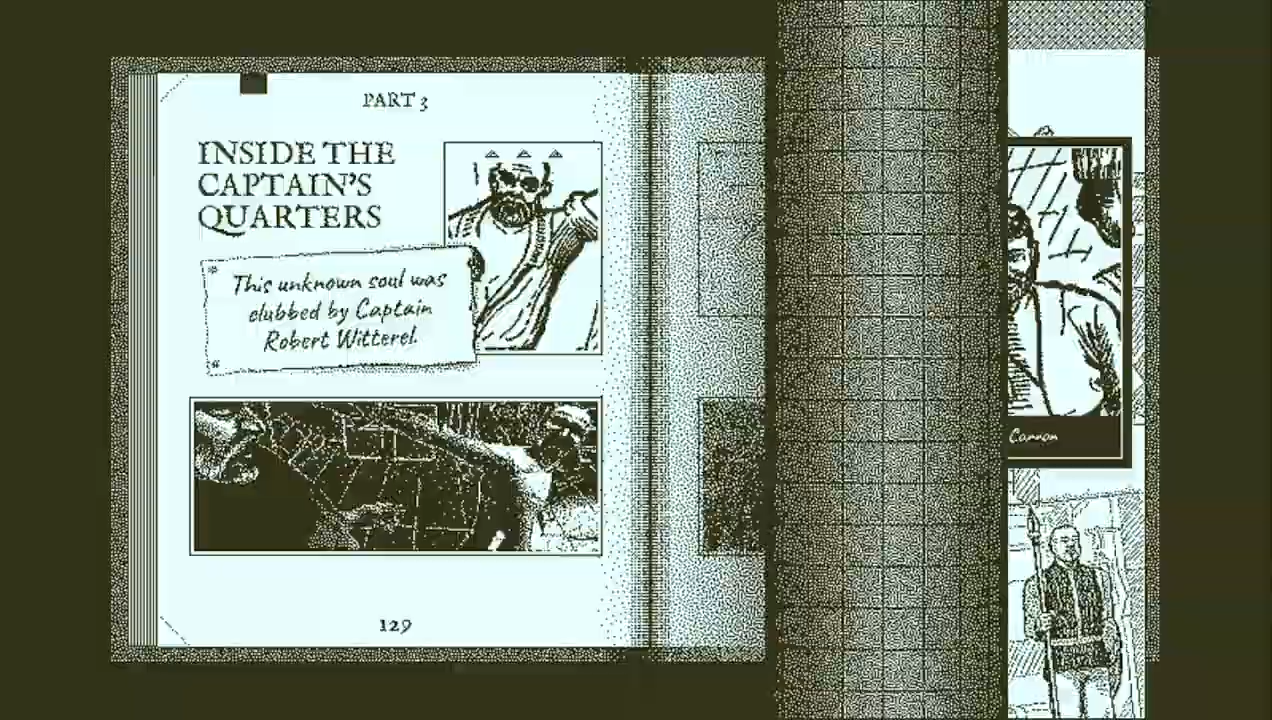 PART 3
INSIDE THE
CAPTAIN'S
QUARTERS
This unknown soul was
clubbed by Captain
Robert Witterel.
129
Cannon